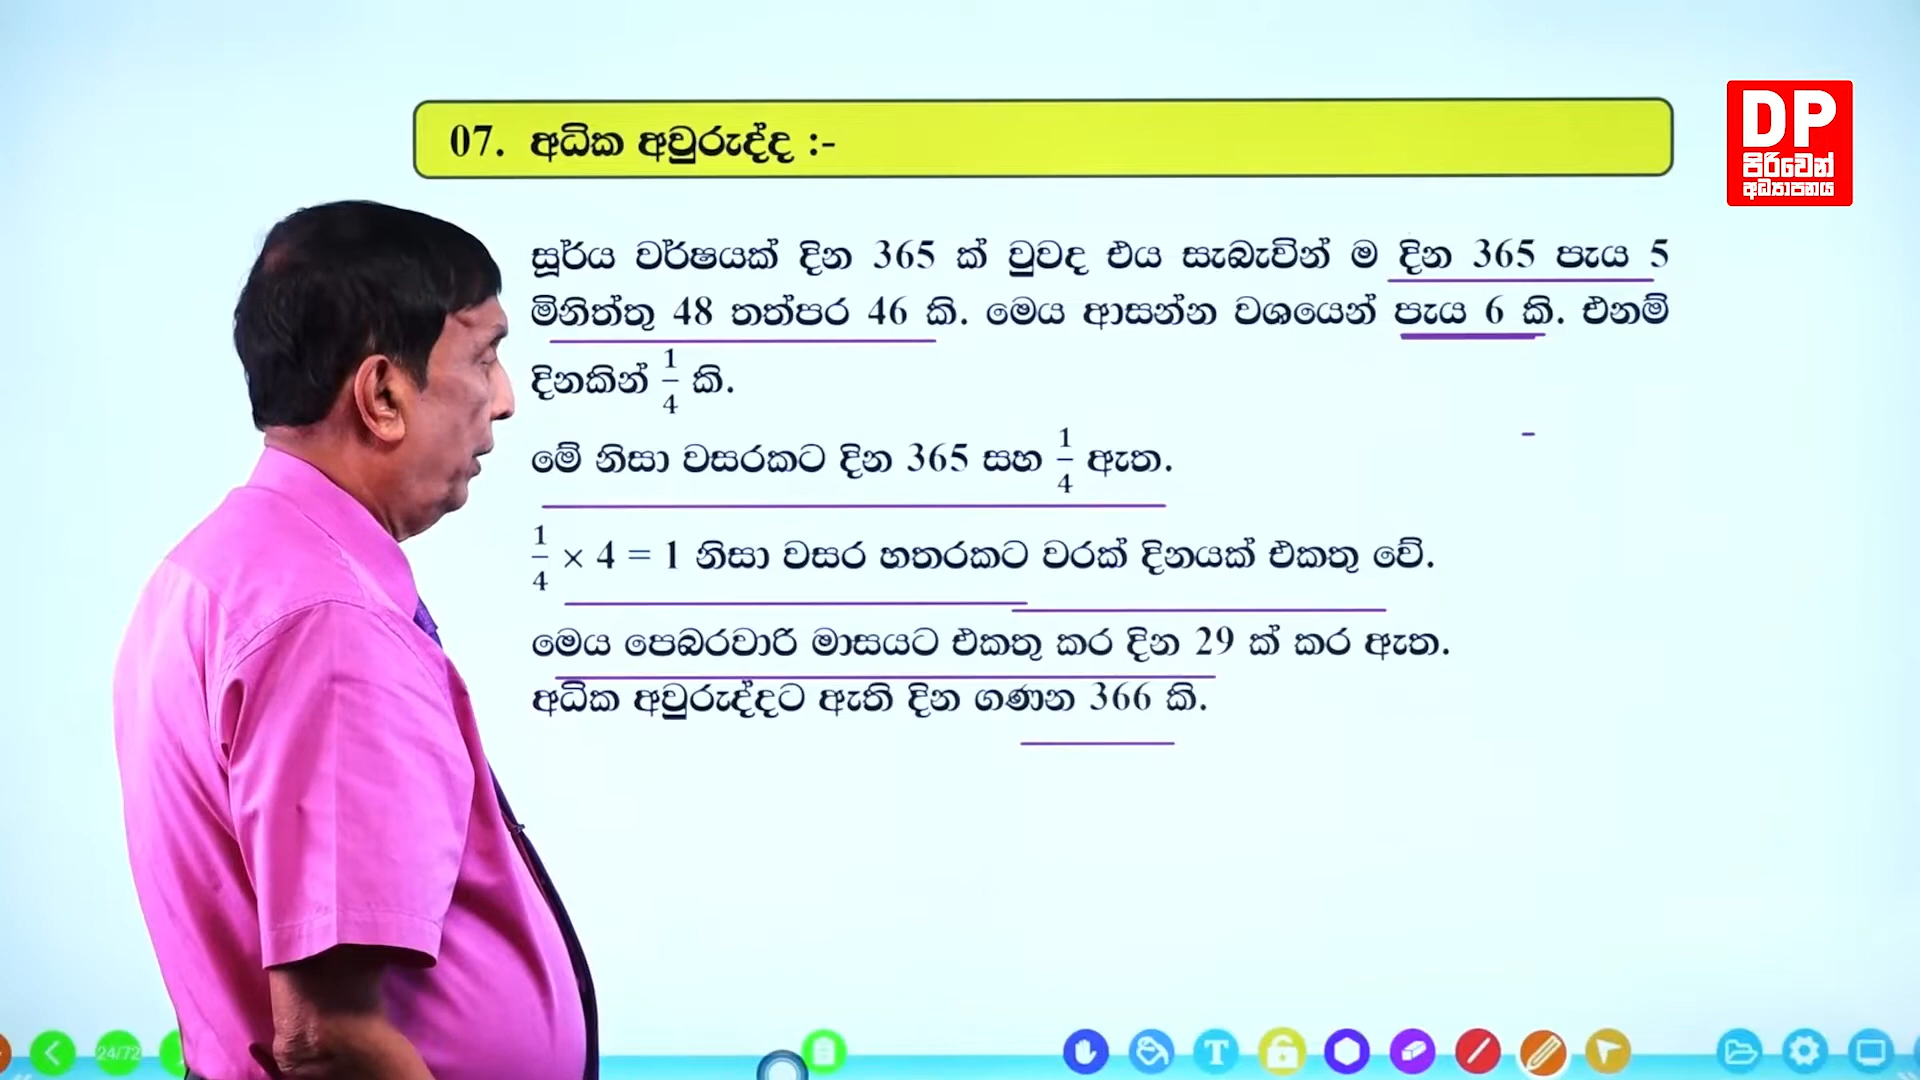 07. අධික අවුරුද්ද :-
DP
පිරිවෙන්
අධ්‍යාපනය
සූර්ය වර්ෂයක් දින 365 ක් වුවද එය සැබැවින් ම දින 365 පැය 5
මිනිත්තු 48 තත්පර 46 කි. මෙය ආසන්න වශයෙන් පැය 6 කි. එනම්
දිනකින් 1/4 කි.
මේ නිසා වසරකට දින 365 සහ 1/4 ඇත.
1/4 × 4 = 1 නිසා වසර හතරකට වරක් දිනයක් එකතු වේ.
මෙය පෙබරවාරි මාසයට එකතු කර දින 29 ක් කර ඇත.
අධික අවුරුද්දට ඇති දින ගණන 366 කි.
24/72
T